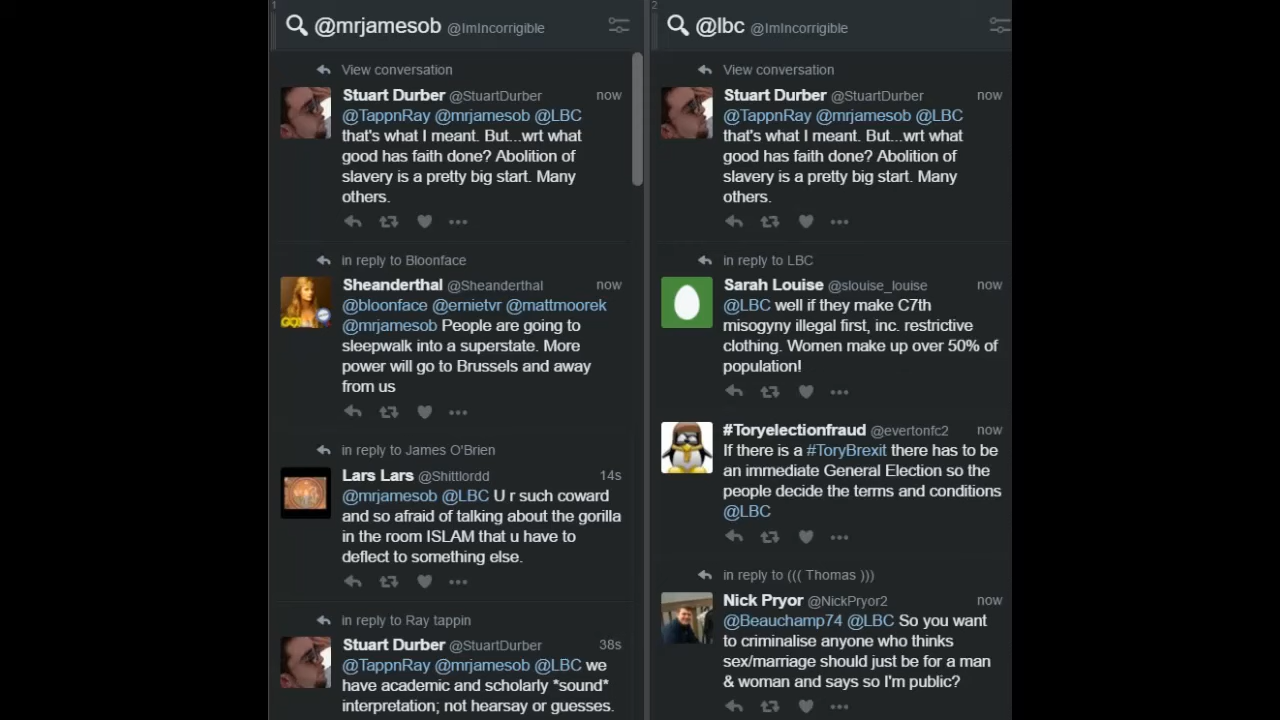 1
@mrjamesob @ImIncorrigible
View conversation
Stuart Durber @StuartDurber now
@TappnRay @mrjamesob @LBC
that's what I meant. But...wrt what
good has faith done? Abolition of
slavery is a pretty big start. Many
others.
in reply to Bloonface
Sheanderthal @Sheanderthal now
@bloonface @ernietvr @mattmoorek
@mrjamesob People are going to
sleepwalk into a superstate. More
power will go to Brussels and away
from us
in reply to James O'Brien
Lars Lars @Shittlordd 14s
@mrjamesob @LBC U r such coward
and so afraid of talking about the gorilla
in the room ISLAM that u have to
deflect to something else.
in reply to Ray tappin
Stuart Durber @StuartDurber 38s
@TappnRay @mrjamesob @LBC we
have academic and scholarly *sound*
interpretation; not hearsay or guesses.
2
@lbc @ImIncorrigible
View conversation
Stuart Durber @StuartDurber now
@TappnRay @mrjamesob @LBC
that's what I meant. But...wrt what
good has faith done? Abolition of
slavery is a pretty big start. Many
others.
in reply to LBC
Sarah Louise @slouise_louise now
@LBC well if they make C7th
misogyny illegal first, inc. restrictive
clothing. Women make up over 50% of
population!
#Toryelectionfraud @evertonfc2 now
If there is a #ToryBrexit there has to be
an immediate General Election so the
people decide the terms and conditions
@LBC
in reply to ((( Thomas )))
Nick Pryor @NickPryor2 now
@Beauchamp74 @LBC So you want
to criminalise anyone who thinks
sex/marriage should just be for a man
& woman and says so I'm public?